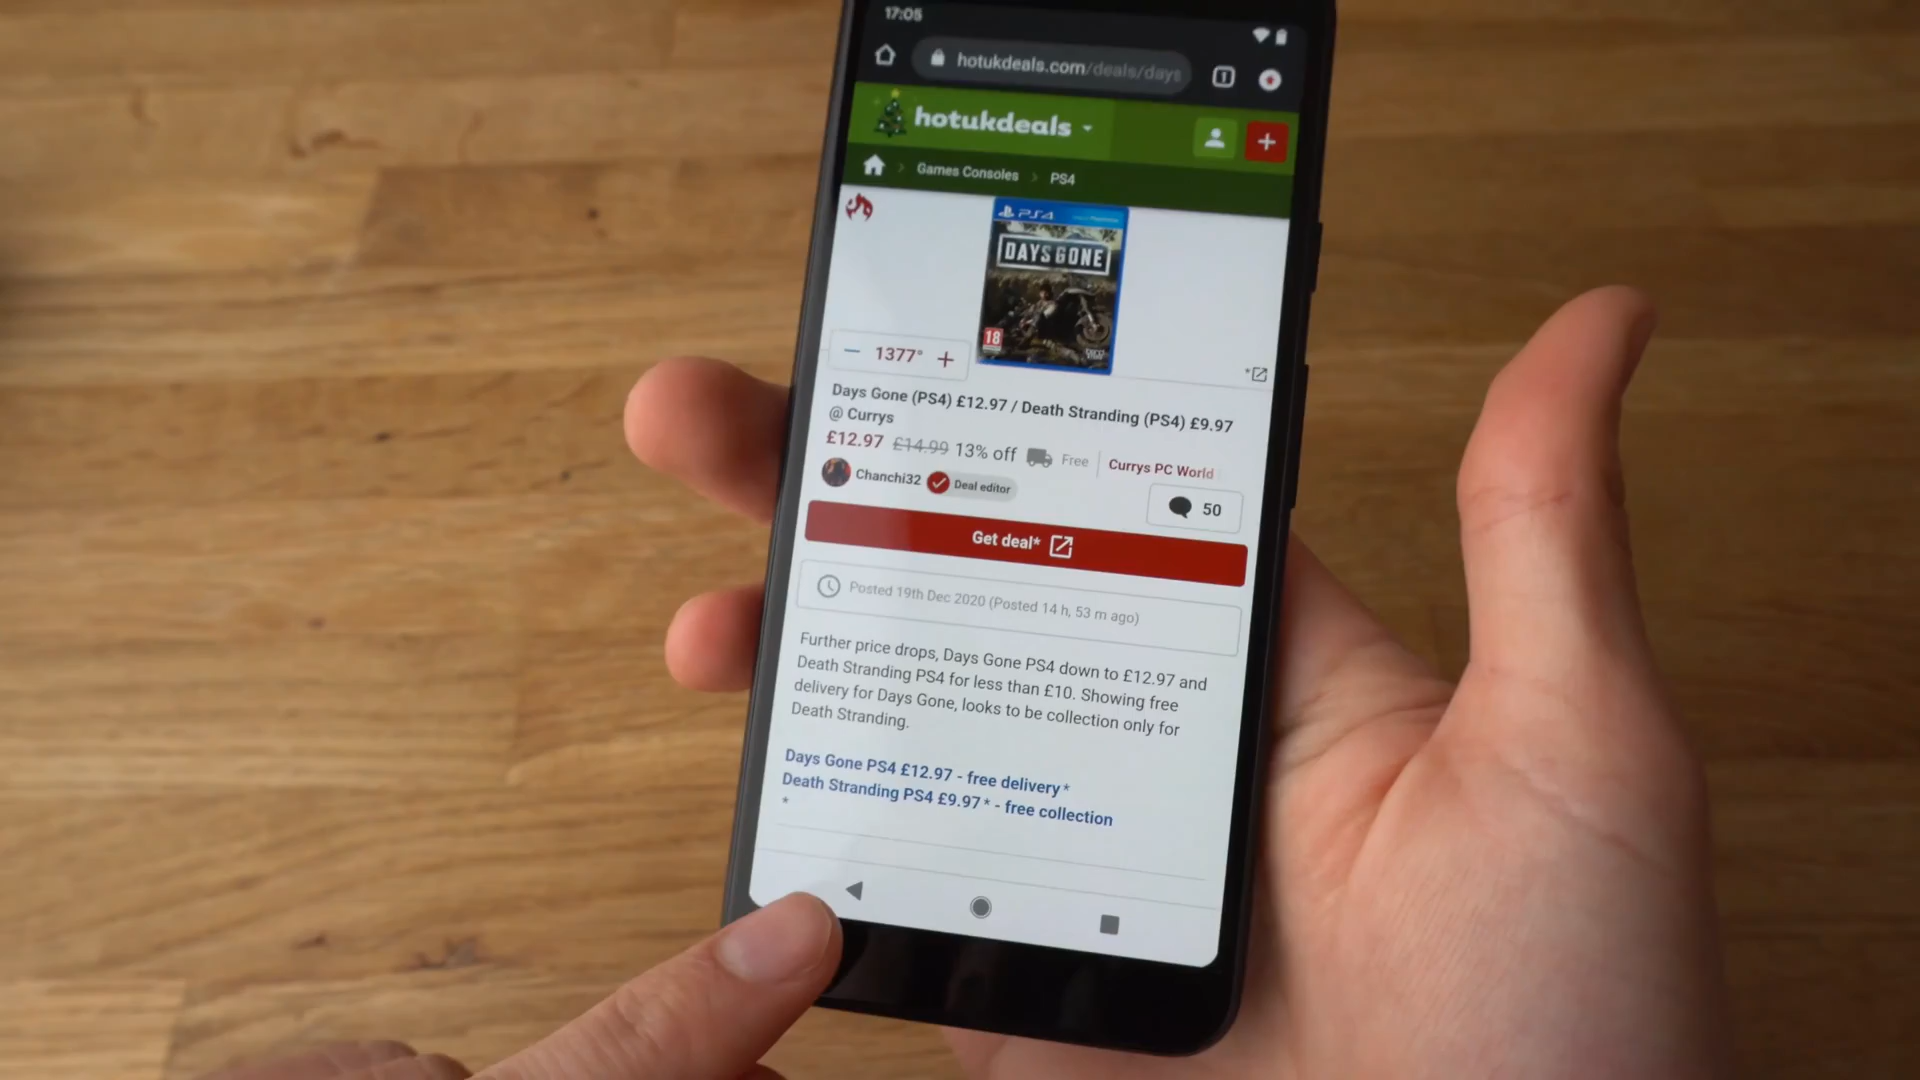 17:05
hotukdeals.com/deals/days
1
hotukdeals
Games Consoles
PS4
PS4
DAYS GONE
18
1377°
Days Gone (PS4) £12.97 / Death Stranding (PS4) £9.97
@ Currys
£12.97 £14.99 13% off Free Currys PC World
Chanchi32 Deal editor
50
Get deal*
Posted 19th Dec 2020 (Posted 14 h, 53 m ago)
Further price drops, Days Gone PS4 down to £12.97 and
Death Stranding PS4 for less than £10. Showing free
delivery for Days Gone, looks to be collection only for
Death Stranding.
Days Gone PS4 £12.97 - free delivery*
Death Stranding PS4 £9.97* - free collection
*